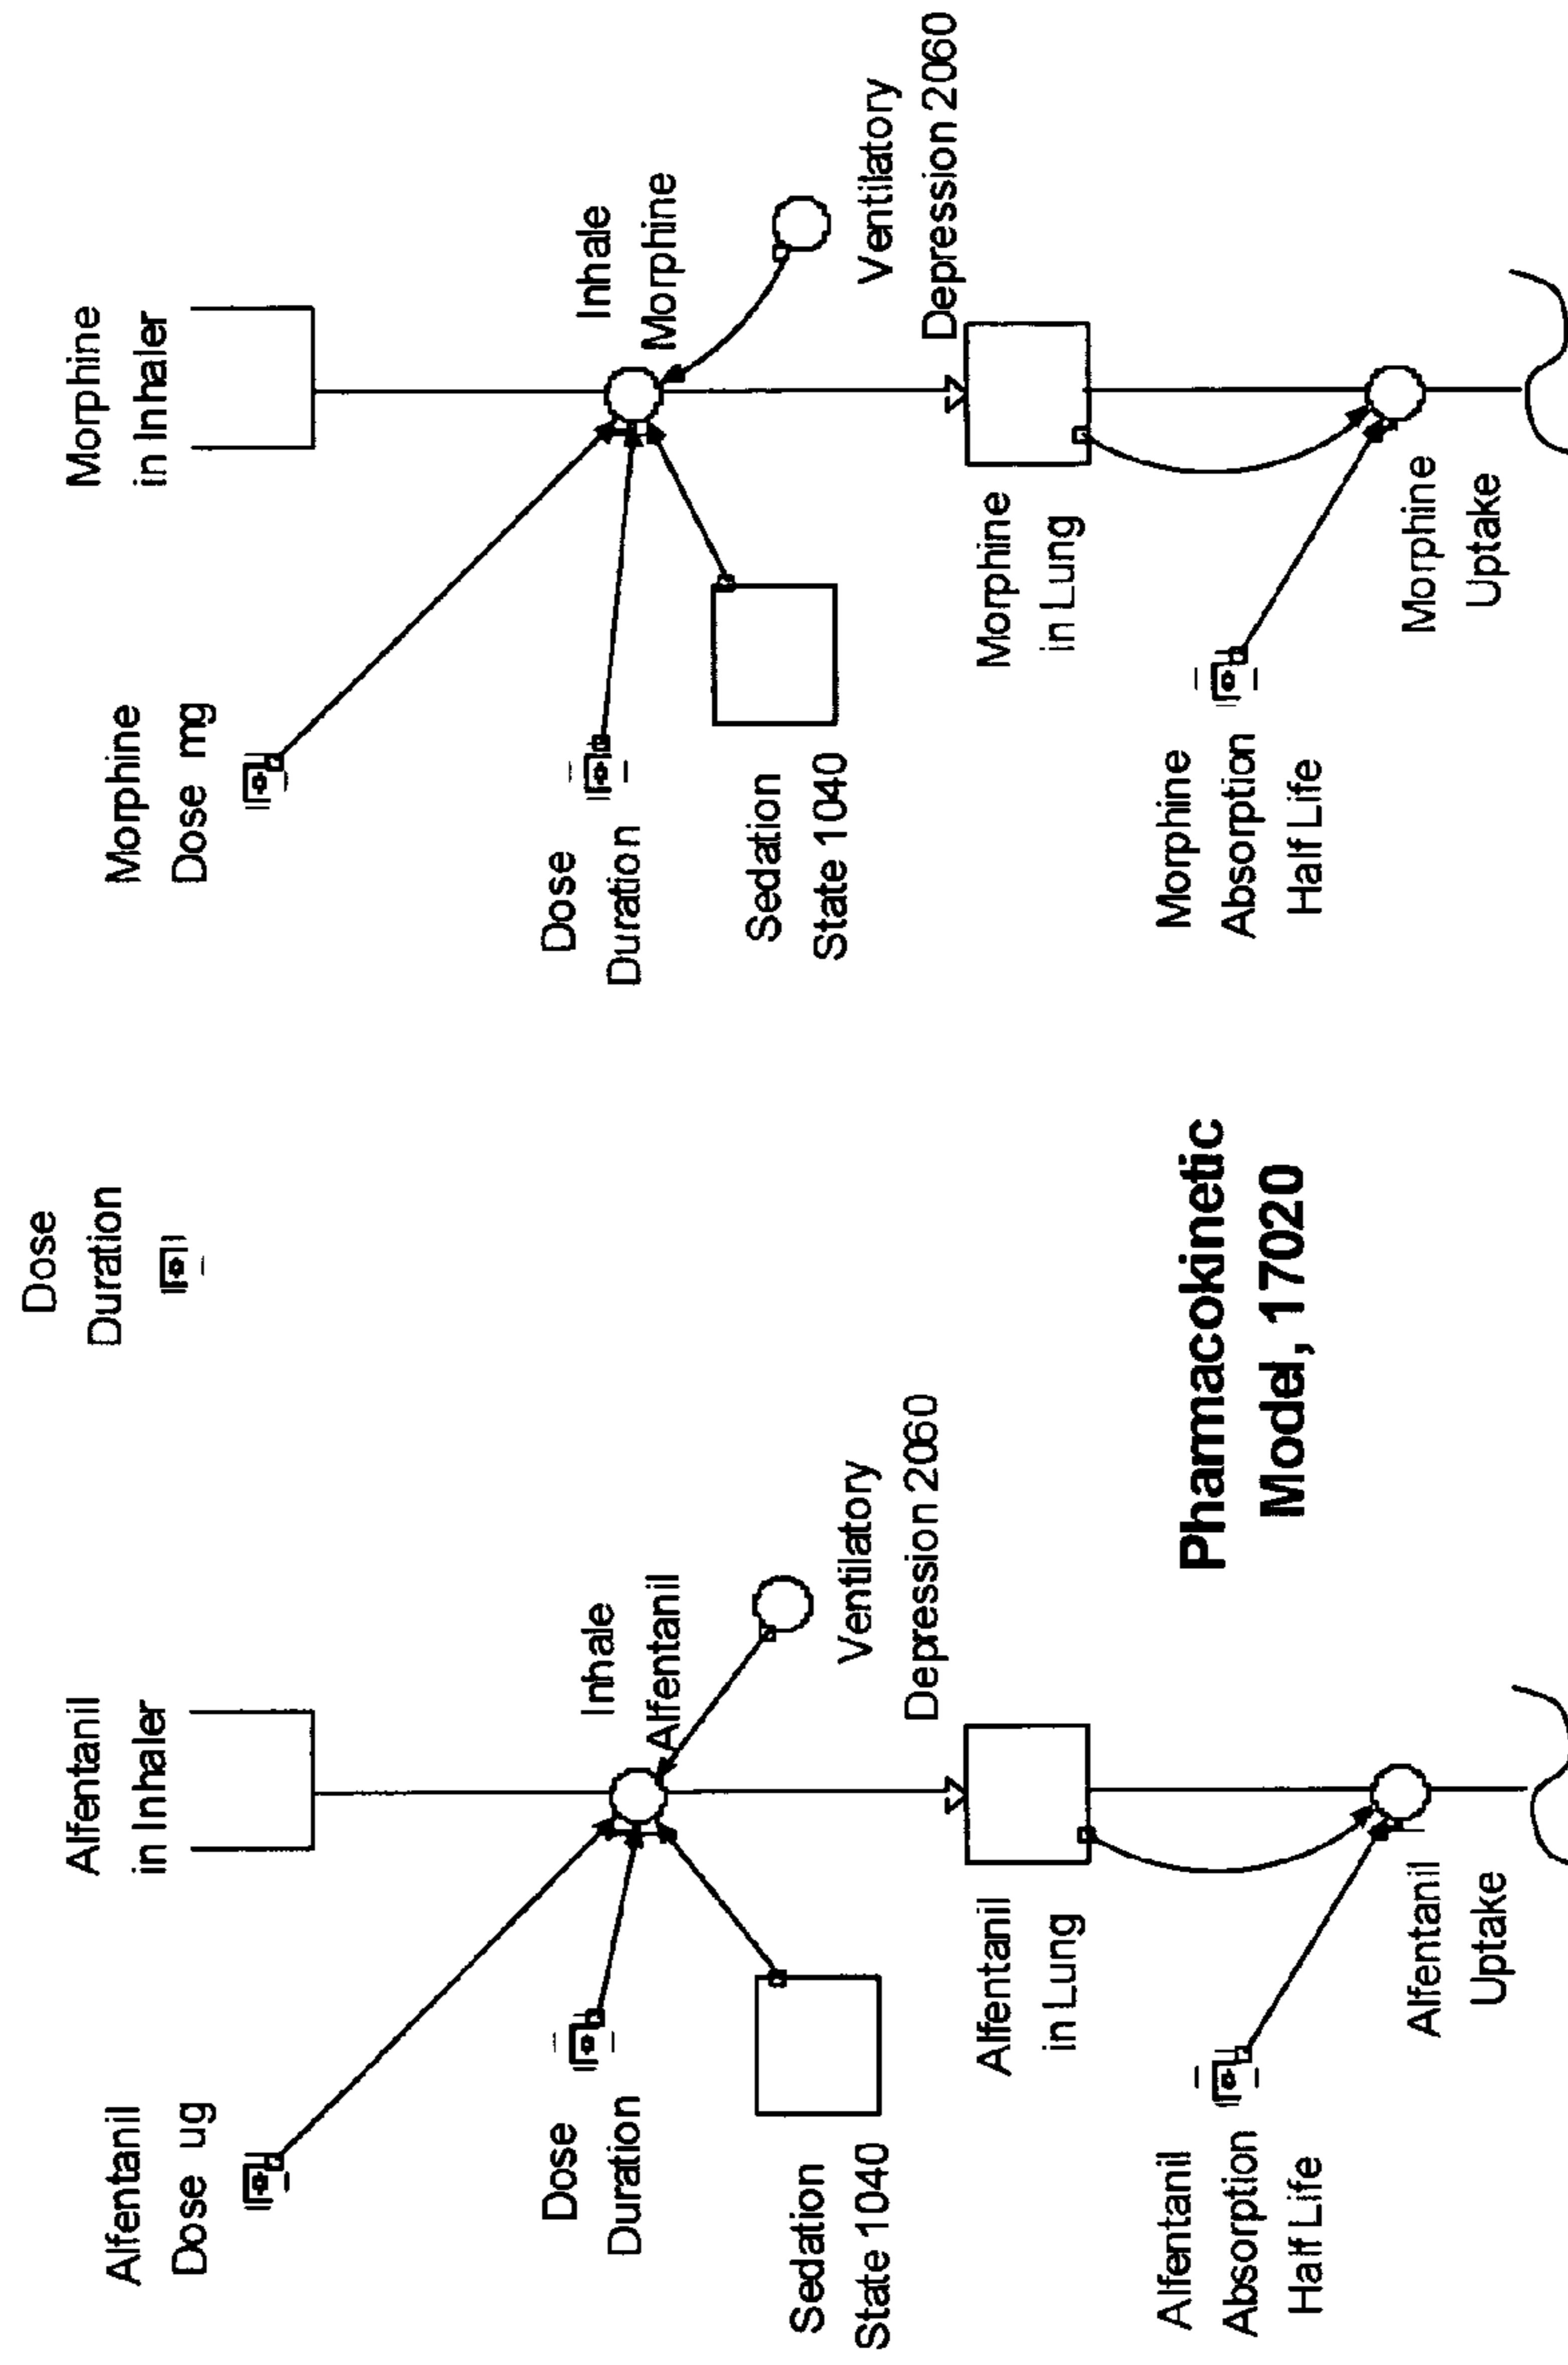 Dose
Duration
Alfentanil
in Inhaler
Morphine
in Inhaler
Alfentanil
Dose ug
Morphine
Dose mg
Dose
Duration
Inhale
Alfentanil
Dose
Duration
Inhale
Morphine
Sedation
State 1040
Ventilatory
Depression 2060
Sedation
State 1040
Ventilatory
Depression 2060
Alfentanil
in Lung
Morphine
in Lung
Alfentanil
Absorption
Half Life
Pharmacokinetic
Model, 17020
Morphine
Absorption
Half Life
Alfentanil
Uptake
Morphine
Uptake